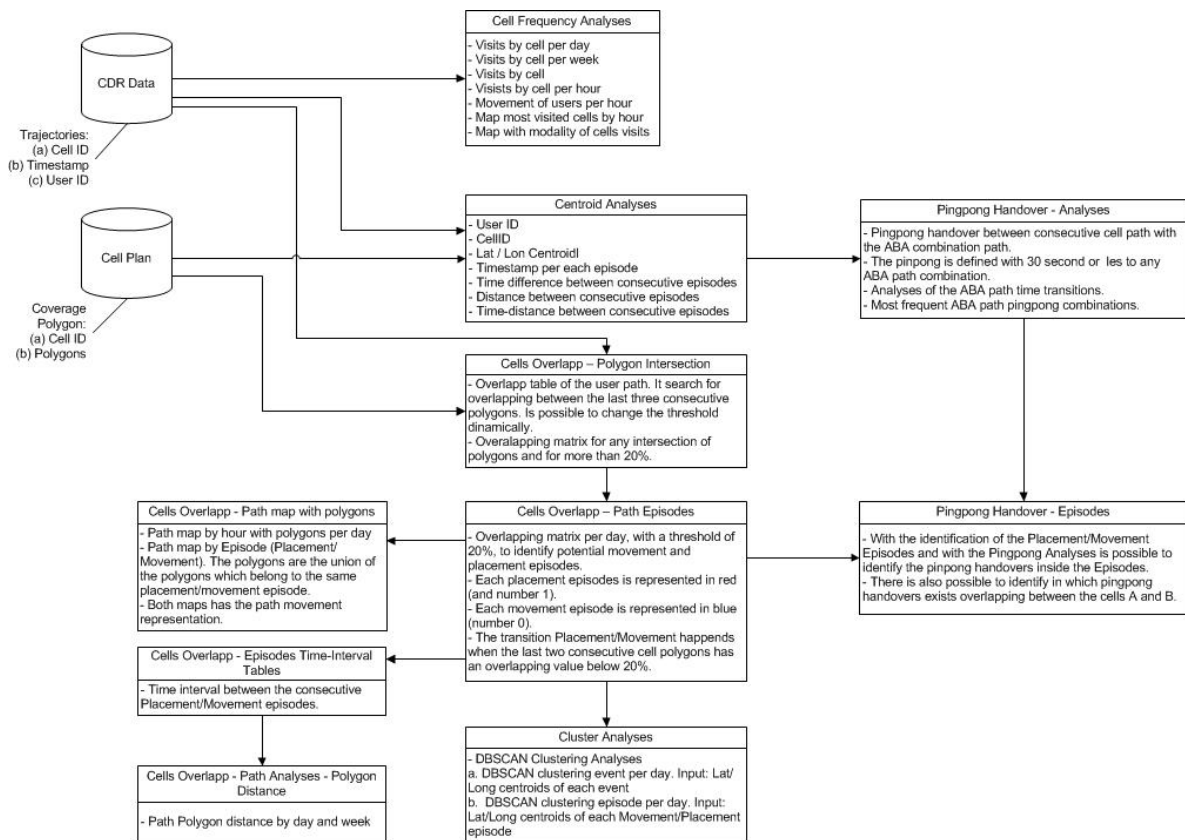 Cell Frequency Analyses
- Visits by cell per day
- Visits by cell per week
- Visits by cell
- Visists by cell per hour
- Movement of users per hour
- Map most visited cells by hour
- Map with modality of cells visits
CDR Data
Trajectories:
(a) Cell ID
(b) Timestamp
(c) User ID
Cell Plan
Coverage
Polygon:
(a) Cell ID
(b) Polygons
Centroid Analyses
- User ID
- CellID
- Lat / Lon Centroidl
- Timestamp per each episode
- Time difference between consecutive episodes
- Distance between consecutive episodes
- Time-distance between consecutive episodes
Pingpong Handover - Analyses
- Pingpong handover between consecutive cell path with
the ABA combination path.
- The pinpong is defined with 30 second or les to any
ABA path combination.
- Analyses of the ABA path time transitions.
- Most frequent ABA path pingpong combinations.
Cells Overlapp – Polygon Intersection
- Overlapp table of the user path. It search for
overlapping between the last three consecutive
polygons. Is possible to change the threshold
dinamically.
- Overalapping matrix for any intersection of
polygons and for more than 20%.
Cells Overlapp - Path map with polygons
- Path map by hour with polygons per day
- Path map by Episode (Placement/
Movement). The polygons are the union of
the polygons which belong to the same
placement/movement episode.
- Both maps has the path movement
representation.
Cells Overlapp – Path Episodes
- Overlapping matrix per day, with a threshold of
20%, to identify potential movement and
placement episodes.
- Each placement episodes is represented in red
(and number 1).
- Each movement episode is represented in blue
(number 0).
- The transition Placement/Movement happends
when the last two consecutive cell polygons has
an overlapping value below 20%.
Pingpong Handover - Episodes
- With the identification of the Placement/Movement
Episodes and with the Pingpong Analyses is possible to
identify the pinpong handovers inside the Episodes.
- There is also possible to identify in which pingpong
handovers exists overlapping between the cells A and B.
Cells Overlapp - Episodes Time-Interval
Tables
- Time interval between the consecutive
Placement/Movement episodes.
Cells Overlapp - Path Analyses - Polygon
Distance
- Path Polygon distance by day and week
Cluster Analyses
- DBSCAN Clustering Analyses
a. DBSCAN clustering event per day. Input: Lat/
Long centroids of each event
b. DBSCAN clustering episode per day. Input:
Lat/Long centroids of each Movement/Placement
episode